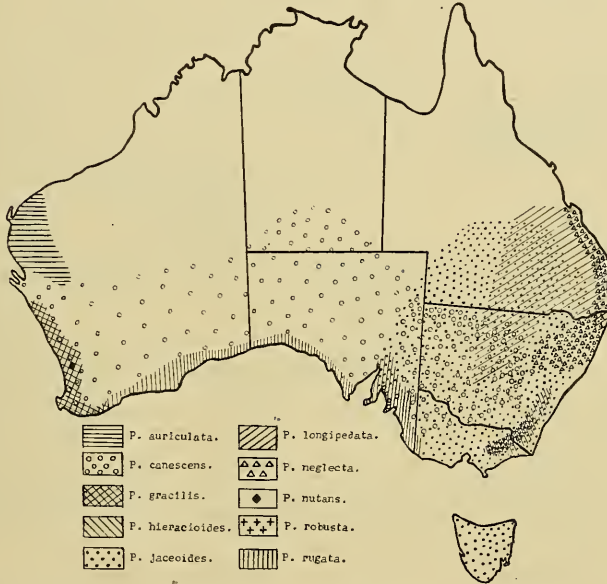 P. auriculata.
P. canescens.
P. gracilis.
P. hieracioides.
P. jaceoides.
P. longipedata.
P. neglecta.
P. nutans.
P. robusta.
P. rugata.